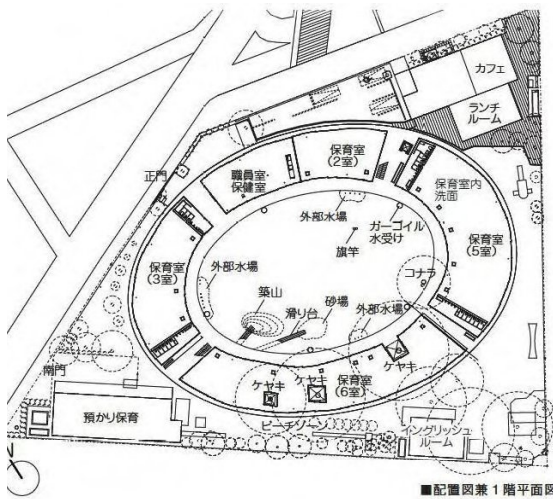 カフェ
ランチ
ルーム
保育室
(2室)
職員室・
保健室
正門
保育室内
洗面
外部水場
ガーゴイル
水受け
旗竿
保育室
(5室)
保育室
(3室)
外部水場
コナラ
築山
滑り台
砂場
外部水場
ケヤキ
ケヤキ
ケヤキ
保育室
(6室)
南門
預かり保育
ピーチゾーン
イングリッシュ
ルーム
N
■配置図兼1階平面図